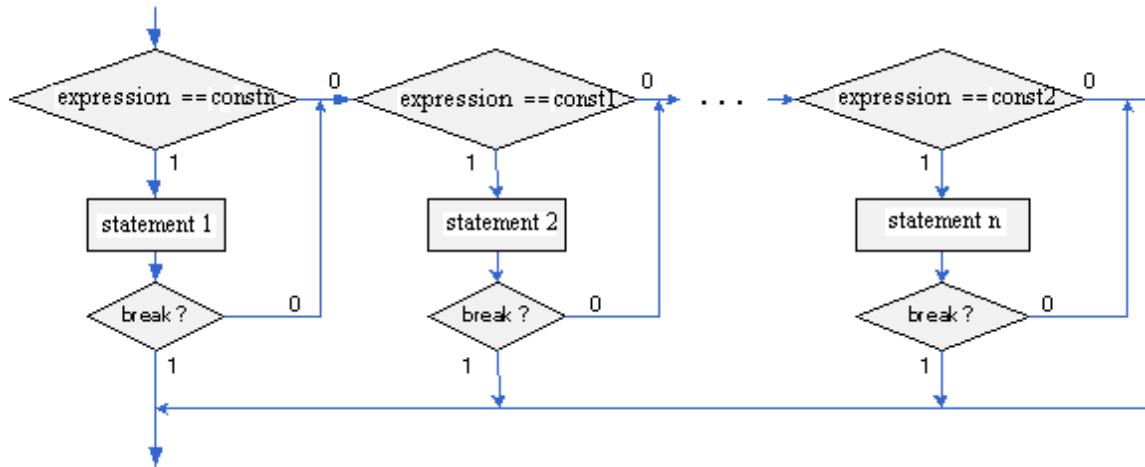 expression ==constn
0
expression ==const1
0
. . .
expression ==const2
0
1
1
1
statement 1
statement 2
statement n
break ?
0
break ?
0
break ?
0
1
1
1